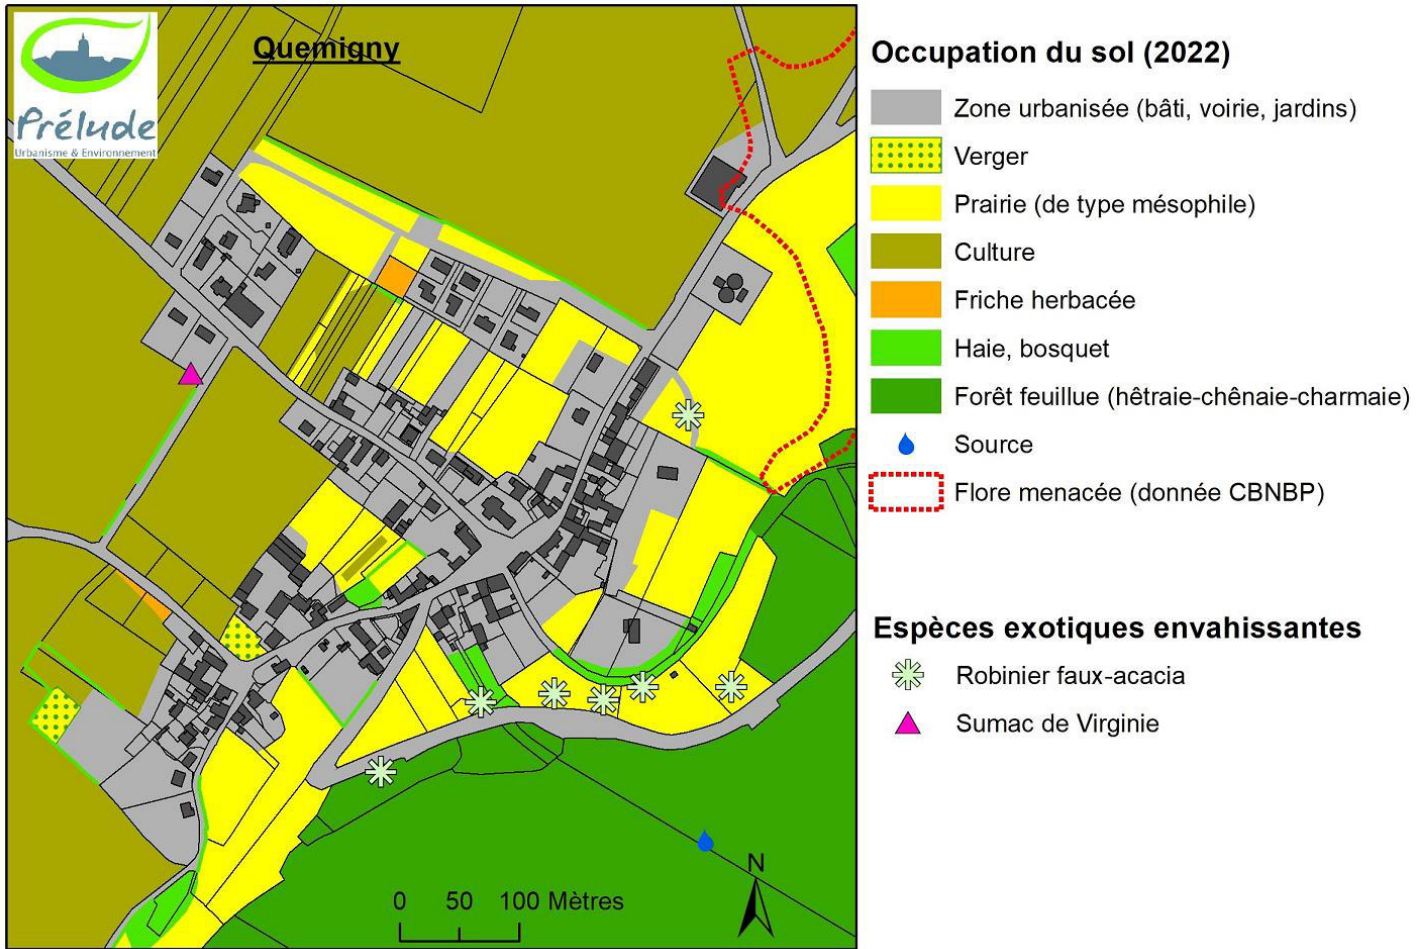 Prélude
Urbanisme & Environnement
Quemigny
0 50 100 Mètres
N
Occupation du sol (2022)
Zone urbanisée (bâti, voirie, jardins)
Verger
Prairie (de type mésophile)
Culture
Friche herbacée
Haie, bosquet
Forêt feuillue (hêtraie-chênaie-charmaie)
Source
Flore menacée (donnée CBNBP)
Espèces exotiques envahissantes
Robinier faux-acacia
Sumac de Virginie